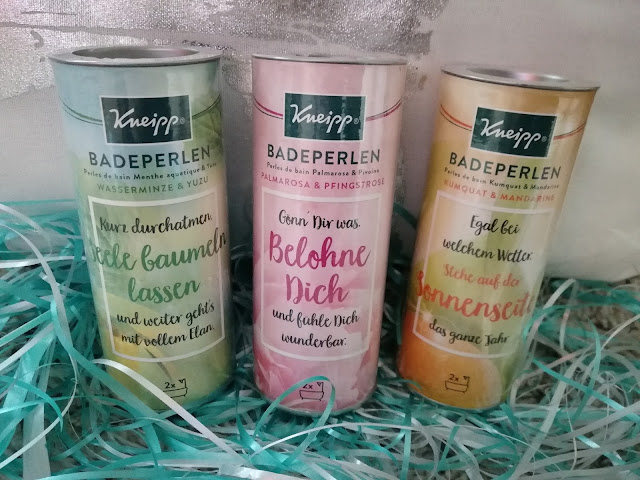 Kneipp®
BADEPERLEN
Perles de bain Menthe aquatique & Yuzu
WASSERMINZE & YUZU
Kurz durchatmen,
Seele baumeln
lassen
und weiter geht's
mit vollem Elan.
2x
Kneipp®
BADEPERLEN
Perles de bain Palmarosa & Pivoine
PALMAROSA & PFINGSTROSE
Gönn Dir was.
Belohne
Dich
und fühle Dich
wunderbar.
2x
Kneipp®
BADEPERLEN
Perles de bain Kumquat & Mandarine
KUMQUAT & MANDARINE
Egal bei
welchem Wetter.
Stehe auf der
Sonnenseite
das ganze Jahr.
2x